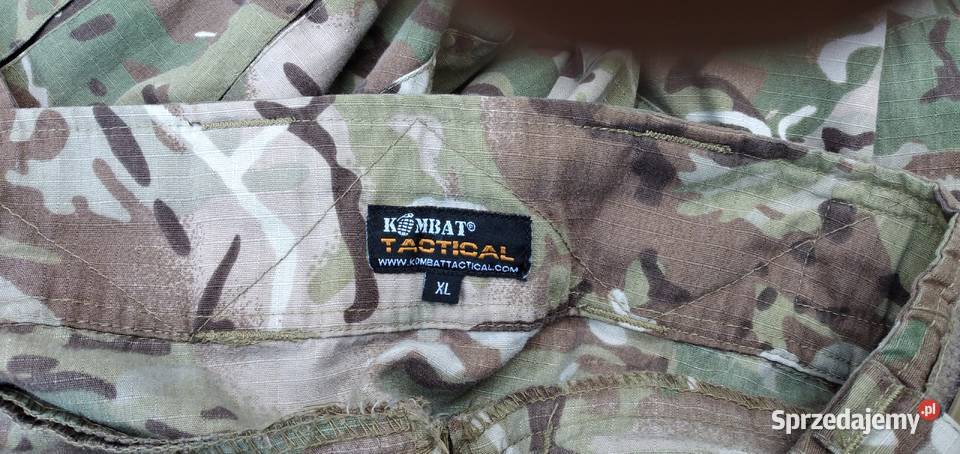 KOMBAT©
TACTICAL
WWW.KOMBATTACTICAL.COM
XL
Sprzedajemy.pl